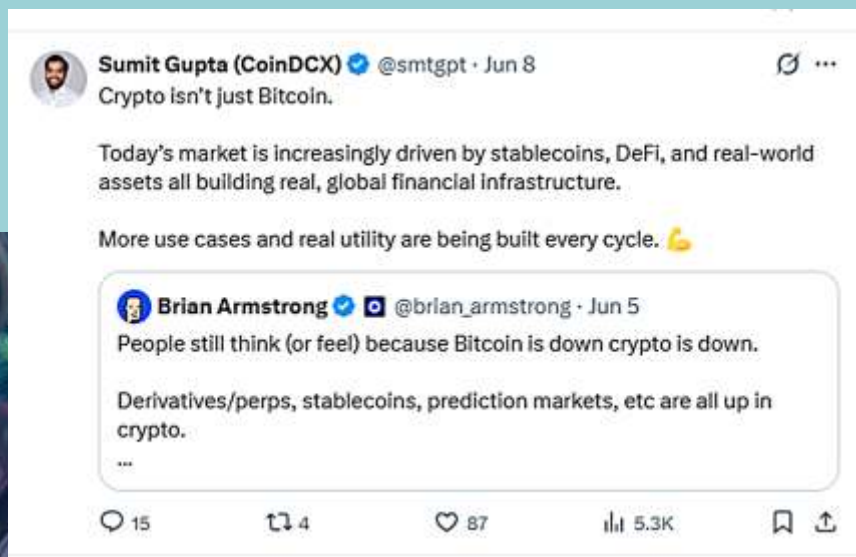 Sumit Gupta (CoinDCX) @smtgpt · Jun 8
Crypto isn't just Bitcoin.
Today's market is increasingly driven by stablecoins, DeFi, and real-world
assets all building real, global financial infrastructure.
More use cases and real utility are being built every cycle. 💪
Brian Armstrong @brian_armstrong · Jun 5
People still think (or feel) because Bitcoin is down crypto is down.
Derivatives/perps, stablecoins, prediction markets, etc are all up in
crypto.
...
15 4 87 5.3K